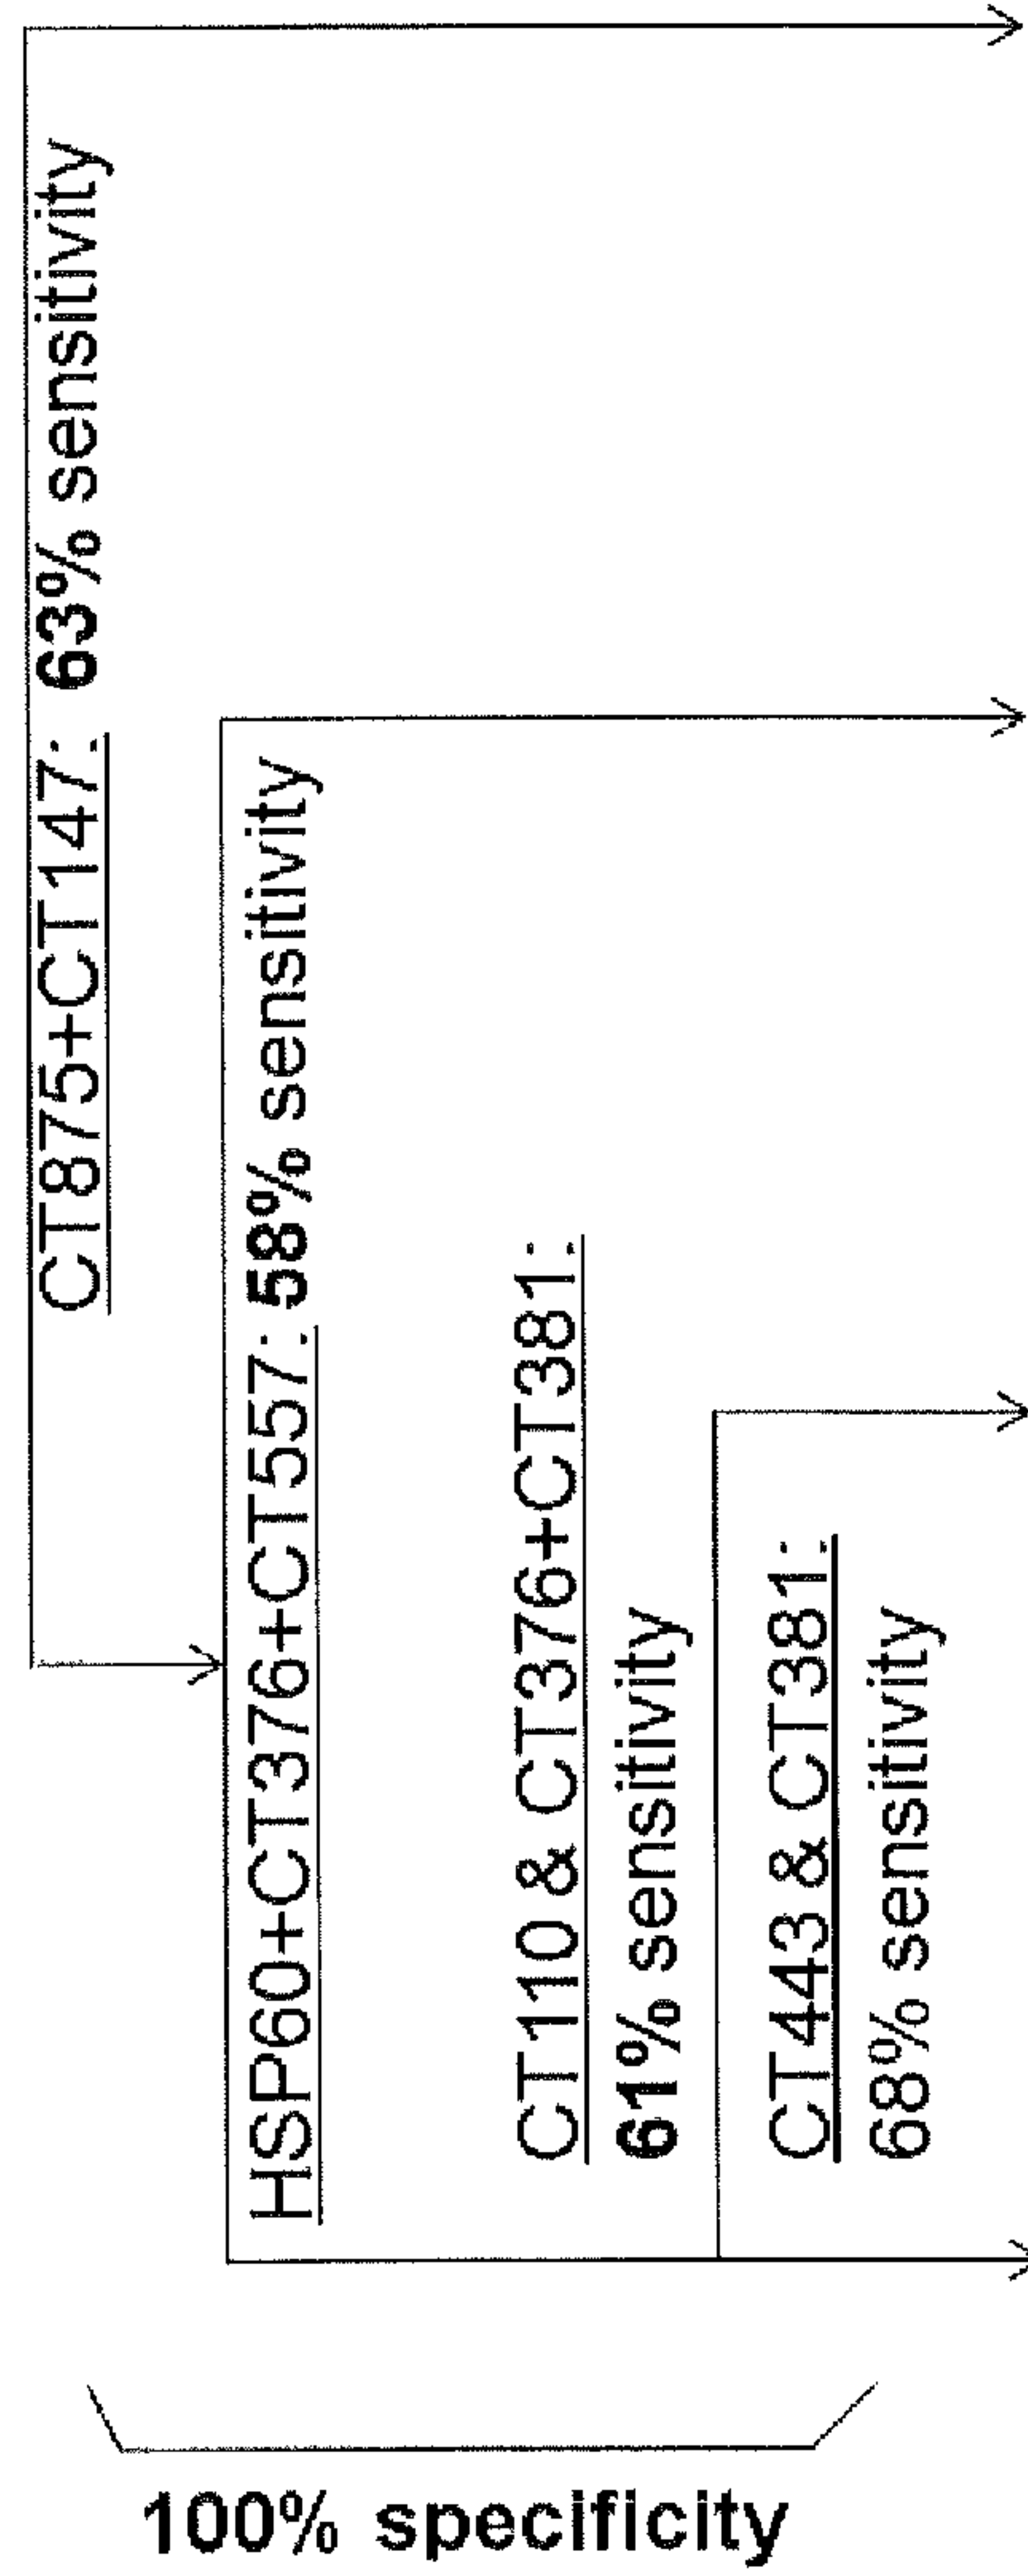 CT875+CT147: 63% sensitivity
HSP60+CT376+CT557: 58% sensitivity
CT110 & CT376+CT381:
61% sensitivity
CT443 & CT381:
68% sensitivity
100% specificity